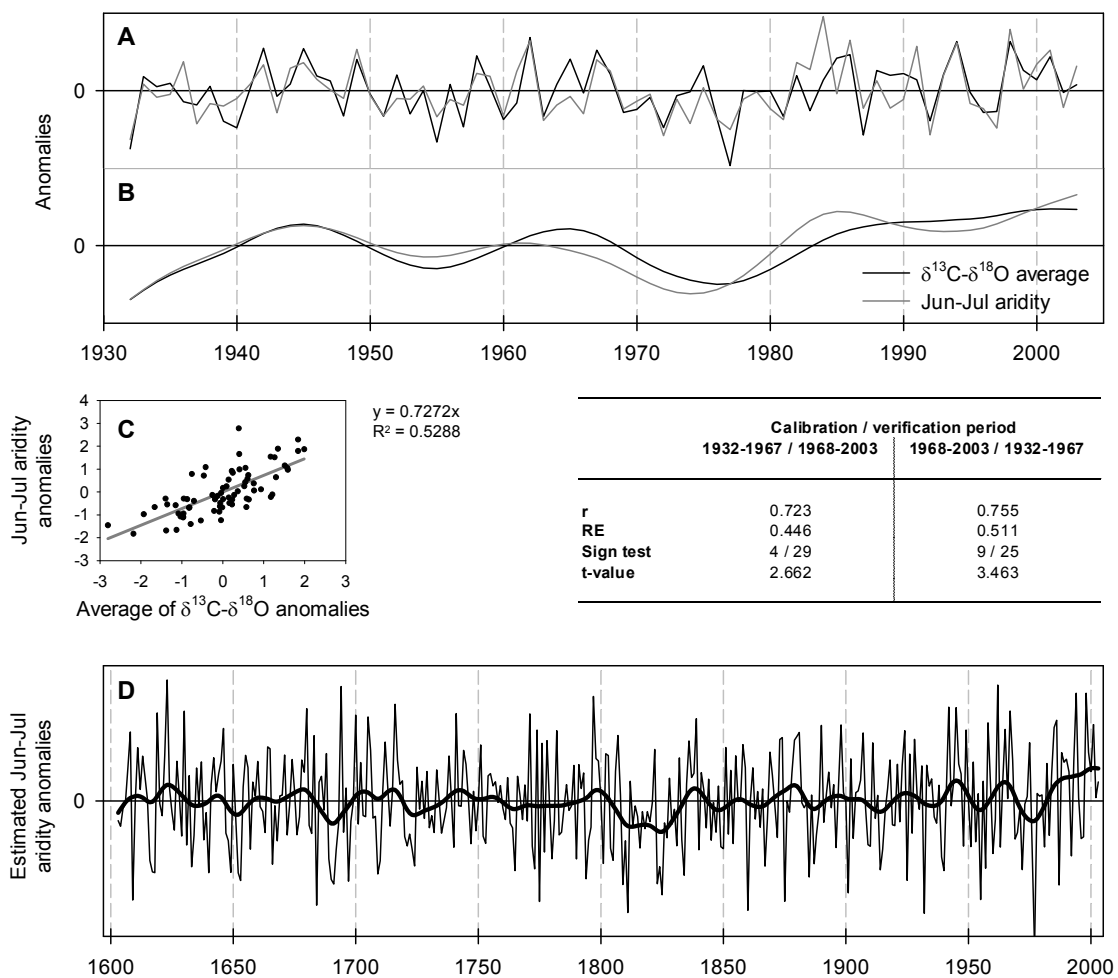 A
0
Anomalies
B
0
δ13C-δ18O average
Jun-Jul aridity
1930 1940 1950 1960 1970 1980 1990 2000
C
Jun-Jul aridity
anomalies
4
3
2
1
0
-1
-2
-3
-3 -2 -1 0 1 2 3
Average of δ13C-δ18O anomalies
y = 0.7272x
R² = 0.5288
Calibration / verification period
1932-1967 / 1968-2003 1968-2003 / 1932-1967
r 0.723 0.755
RE 0.446 0.511
Sign test 4 / 29 9 / 25
t-value 2.662 3.463
D
Estimated Jun-Jul
aridity anomalies
0
1600 1650 1700 1750 1800 1850 1900 1950 2000